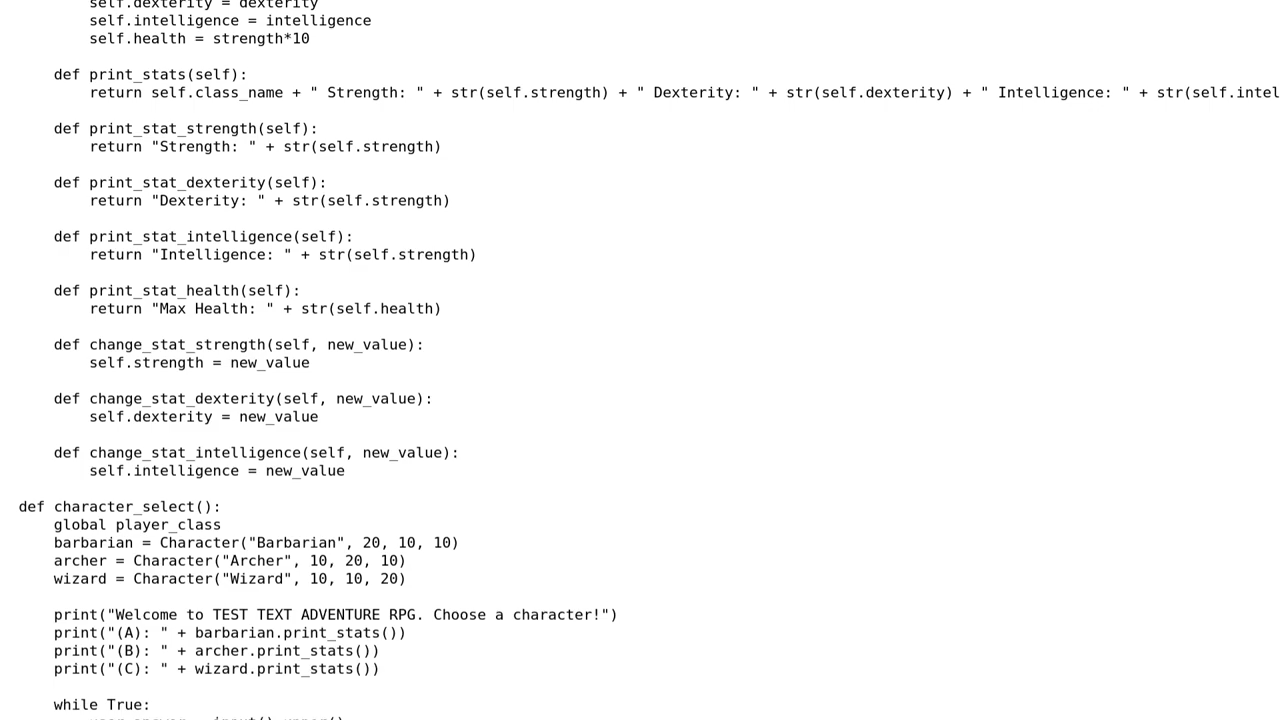 self.dexterity = dexterity
        self.intelligence = intelligence
        self.health = strength*10

    def print_stats(self):
        return self.class_name + " Strength: " + str(self.strength) + " Dexterity: " + str(self.dexterity) + " Intelligence: " + str(self.intel

    def print_stat_strength(self):
        return "Strength: " + str(self.strength)

    def print_stat_dexterity(self):
        return "Dexterity: " + str(self.strength)

    def print_stat_intelligence(self):
        return "Intelligence: " + str(self.strength)

    def print_stat_health(self):
        return "Max Health: " + str(self.health)

    def change_stat_strength(self, new_value):
        self.strength = new_value

    def change_stat_dexterity(self, new_value):
        self.dexterity = new_value

    def change_stat_intelligence(self, new_value):
        self.intelligence = new_value

def character_select():
    global player_class
    barbarian = Character("Barbarian", 20, 10, 10)
    archer = Character("Archer", 10, 20, 10)
    wizard = Character("Wizard", 10, 10, 20)

    print("Welcome to TEST TEXT ADVENTURE RPG. Choose a character!")
    print("(A): " + barbarian.print_stats())
    print("(B): " + archer.print_stats())
    print("(C): " + wizard.print_stats())

    while True: